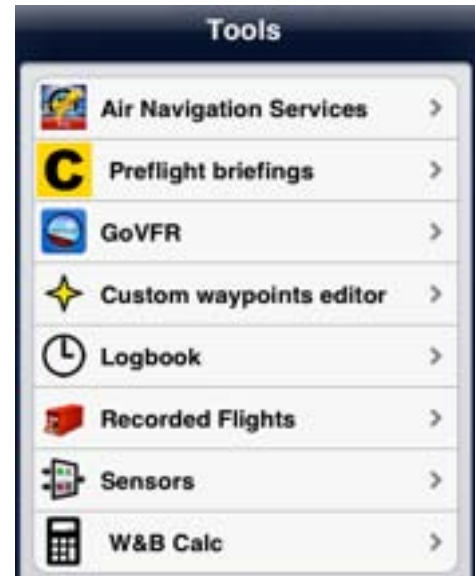 Tools
Air Navigation Services
C Preflight briefings
GoVFR
Custom waypoints editor
Logbook
Recorded Flights
Sensors
W&B Calc